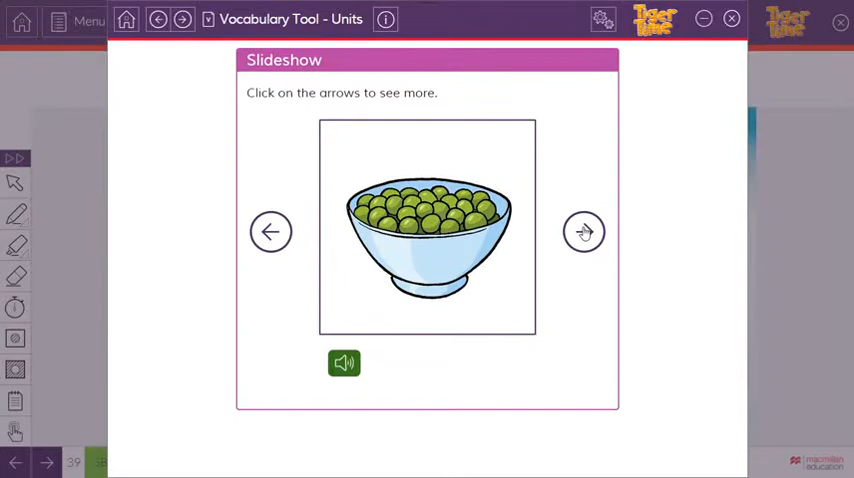 Menu
Vocabulary Tool - Units
Tiger Time
Tiger Time
Slideshow
Click on the arrows to see more.
39
macmillan
education